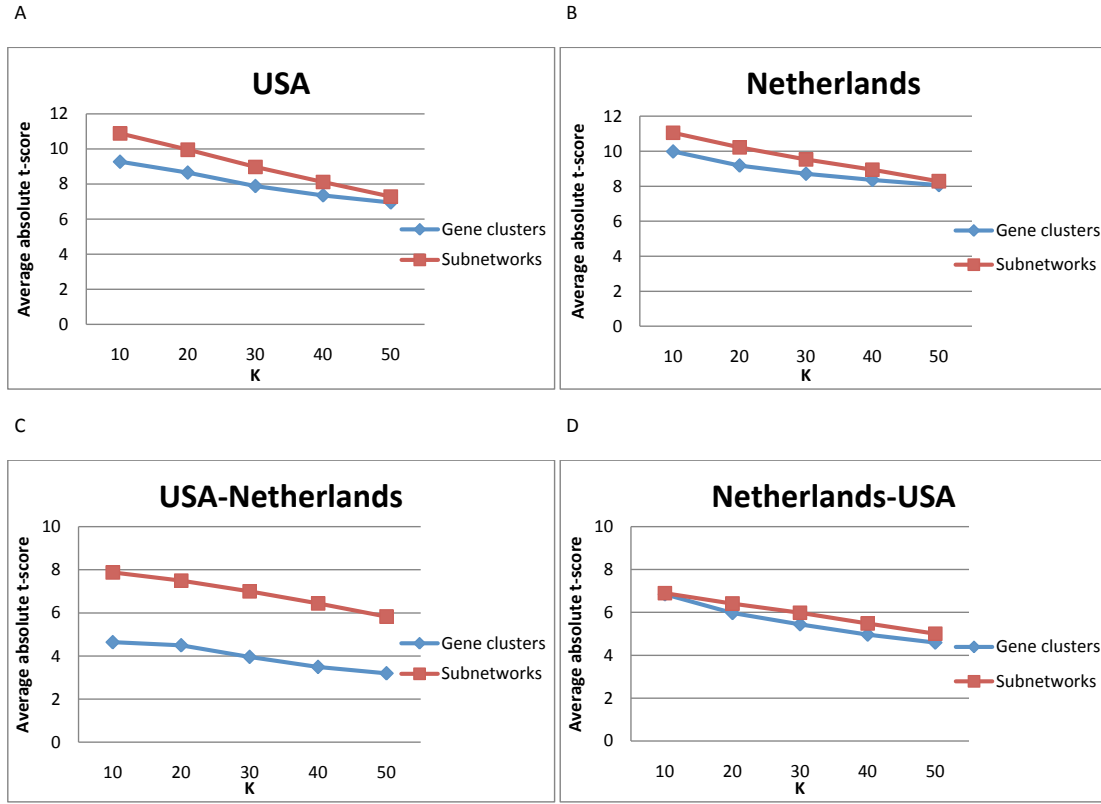 A
USA
Average absolute t-score
12
10
8
6
4
2
0
10 20 30 40 50
K
Gene clusters
Subnetworks
B
Netherlands
Average absolute t-score
12
10
8
6
4
2
0
10 20 30 40 50
K
Gene clusters
Subnetworks
C
USA-Netherlands
Average absolute t-score
10
8
6
4
2
0
10 20 30 40 50
K
Gene clusters
Subnetworks
D
Netherlands-USA
Average absolute t-score
10
8
6
4
2
0
10 20 30 40 50
K
Gene clusters
Subnetworks